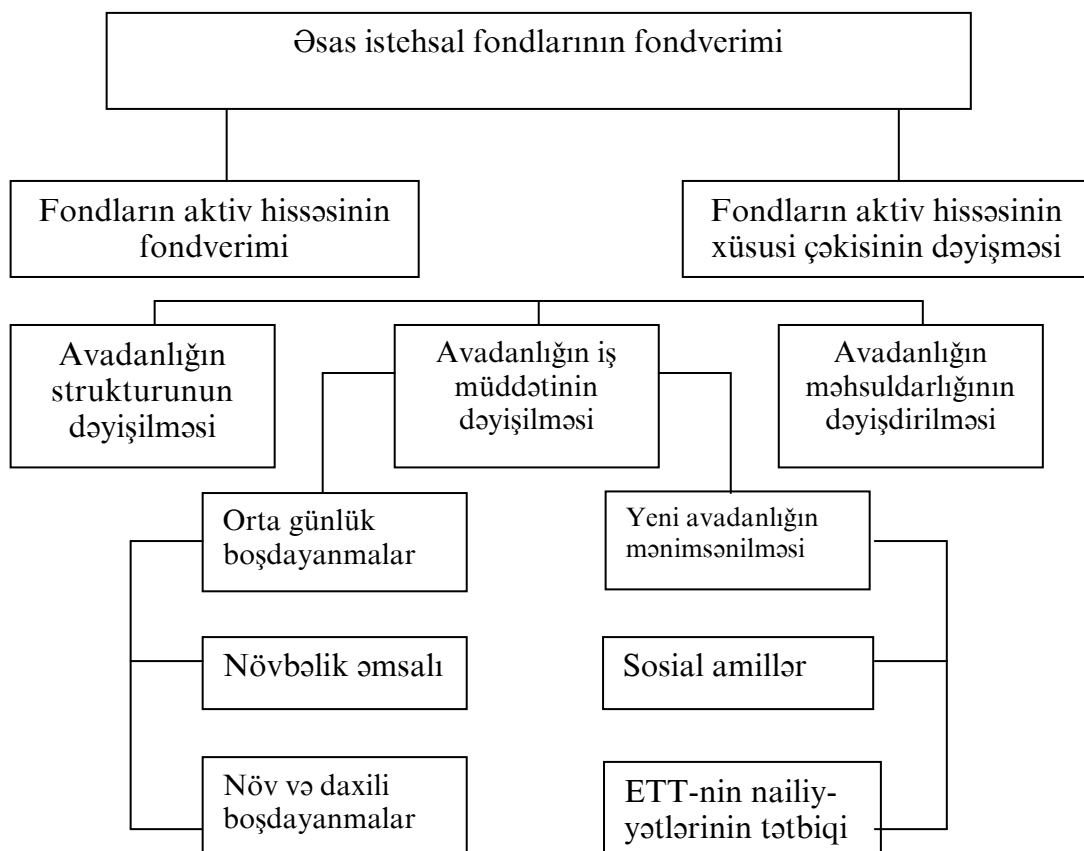 Əsas istehsal fondlarının fondverimi
Fondların aktiv hissəsinin
fondverimi
Fondların aktiv hissəsinin
xüsusi çəkisinin dəyişməsi
Avadanlığın
strukturunun
dəyişilməsi
Avadanlığın iş
müddətinin
dəyişilməsi
Avadanlığın
məhsuldarlığının
dəyişdirilməsi
Orta günlük
boşdayanmalar
Yeni avadanlığın
mənimsənilməsi
Növbəlik əmsalı
Sosial amillər
Növ və daxili
boşdayanmalar
ETT-nin nailiy-
yətlərinin tətbiqi